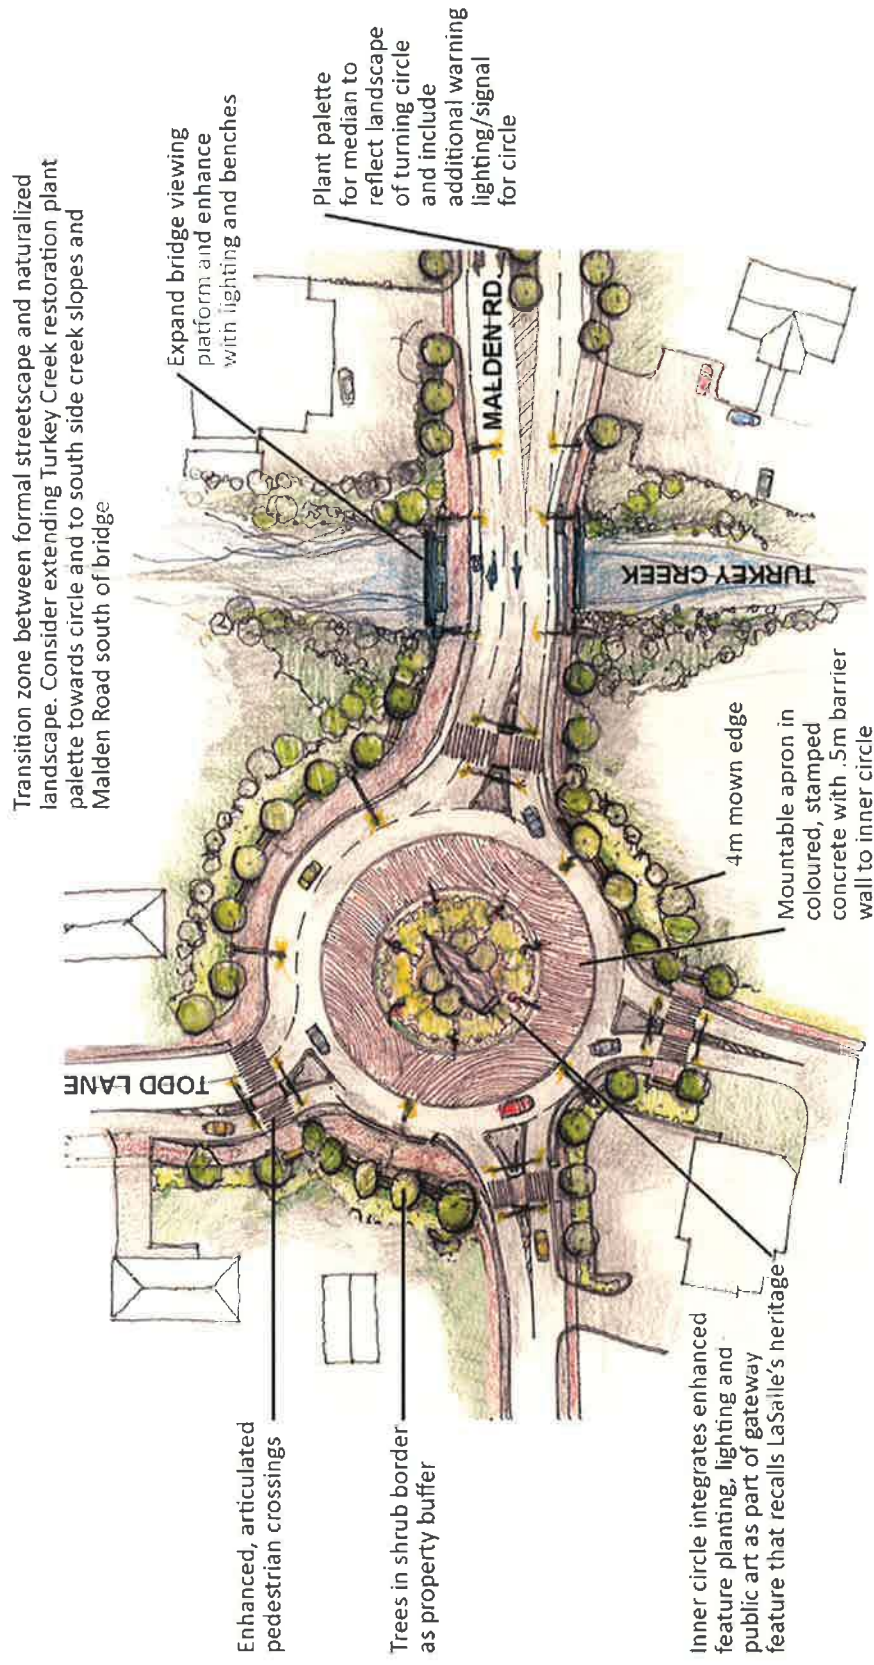 Transition zone between formal streetscape and naturalized
landscape. Consider extending Turkey Creek restoration plant
palette towards circle and to south side creek slopes and
Malden Road south of bridge
Expand bridge viewing
platform and enhance
with lighting and benches
Plant palette
for median to
reflect landscape
of turning circle
and include
additional warning
lighting/signal
for circle
MALDEN RD.
TURKEY CREEK
TODD LANE
4m mown edge
Mountable apron in
coloured, stamped
concrete with .5m barrier
wall to inner circle
Enhanced, articulated
pedestrian crossings
Trees in shrub border
as property buffer
Inner circle integrates enhanced
feature planting, lighting and
public art as part of gateway
feature that recalls LaSalle's heritage